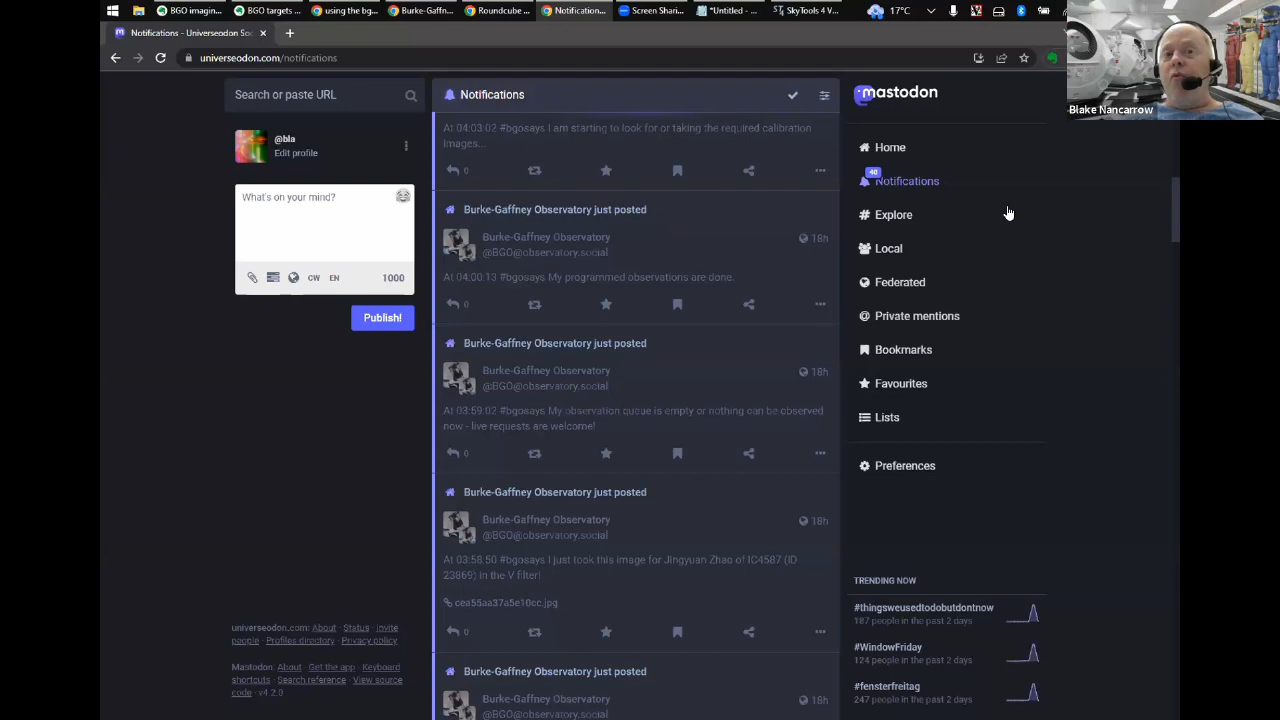 BGO imagin...
BGO targets ...
using the bg...
Burke-Gaffn...
Roundcube ...
Notification...
Screen Shari...
*Untitled - ...
SkyTools 4 V...
17°C
Notifications - Universeodon.co
universeodon.com/notifications
Blake Nancarrow
Search or paste URL
@bla
Edit profile
What's on your mind?
CW
EN
1000
Publish!
universeodon.com: About · Status · Invite
people · Profiles directory · Privacy policy
Mastodon: About · Get the app · Keyboard
shortcuts · Search reference · View source
code · v4.2.0
Notifications
At 04:03:02 #bgosays I am starting to look for or taking the required calibration
images...
0
Burke-Gaffney Observatory just posted
Burke-Gaffney Observatory
18h
@BGO@observatory.social
At 04:00:13 #bgosays My programmed observations are done.
0
Burke-Gaffney Observatory just posted
Burke-Gaffney Observatory
18h
@BGO@observatory.social
At 03:59:02 #bgosays My observation queue is empty or nothing can be observed
now - live requests are welcome!
0
Burke-Gaffney Observatory just posted
Burke-Gaffney Observatory
18h
@BGO@observatory.social
At 03:58:50 #bgosays I just took this image for Jingyuan Zhao of IC4587 (ID
23869) in the V filter!
cea55aa37a5e10cc.jpg
0
Burke-Gaffney Observatory just posted
Burke-Gaffney Observatory
18h
@BGO@observatory.social
mastodon
Home
40
Notifications
Explore
Local
Federated
Private mentions
Bookmarks
Favourites
Lists
Preferences
TRENDING NOW
#thingsweusedtodobutdontnow
187 people in the past 2 days
#WindowFriday
124 people in the past 2 days
#fensterfreitag
247 people in the past 2 days